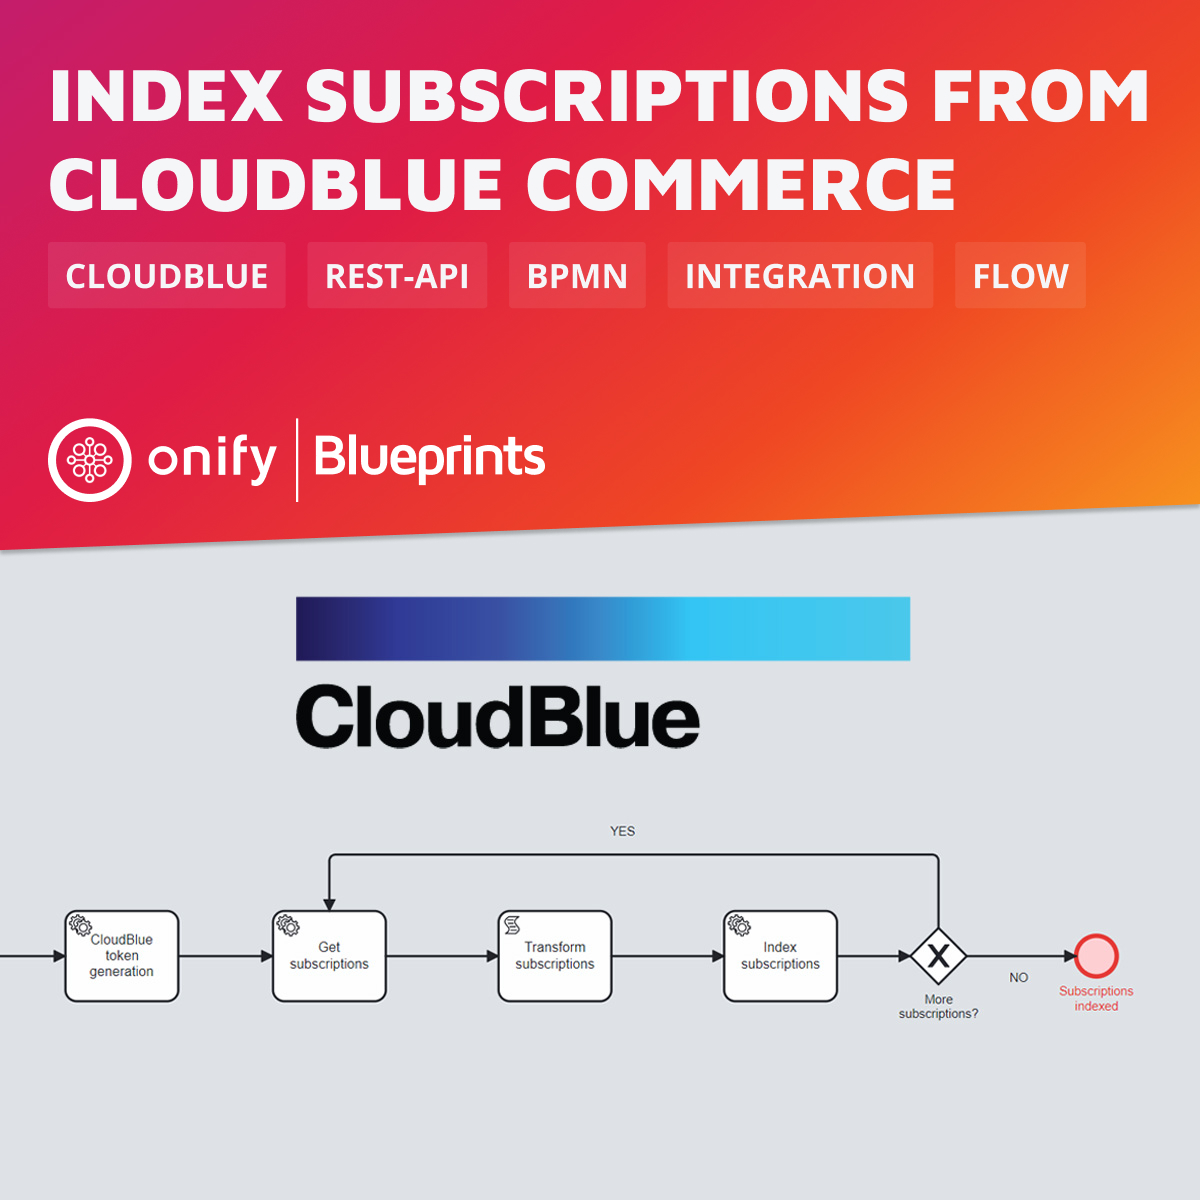 INDEX SUBSCRIPTIONS FROM
CLOUDBLUE COMMERCE
CLOUDBLUE REST-API BPMN INTEGRATION FLOW
onify Blueprints
CloudBlue
YES
CloudBlue
token
generation
Get
subscriptions
Transform
subscriptions
Index
subscriptions
More
subscriptions?
NO
Subscriptions
indexed